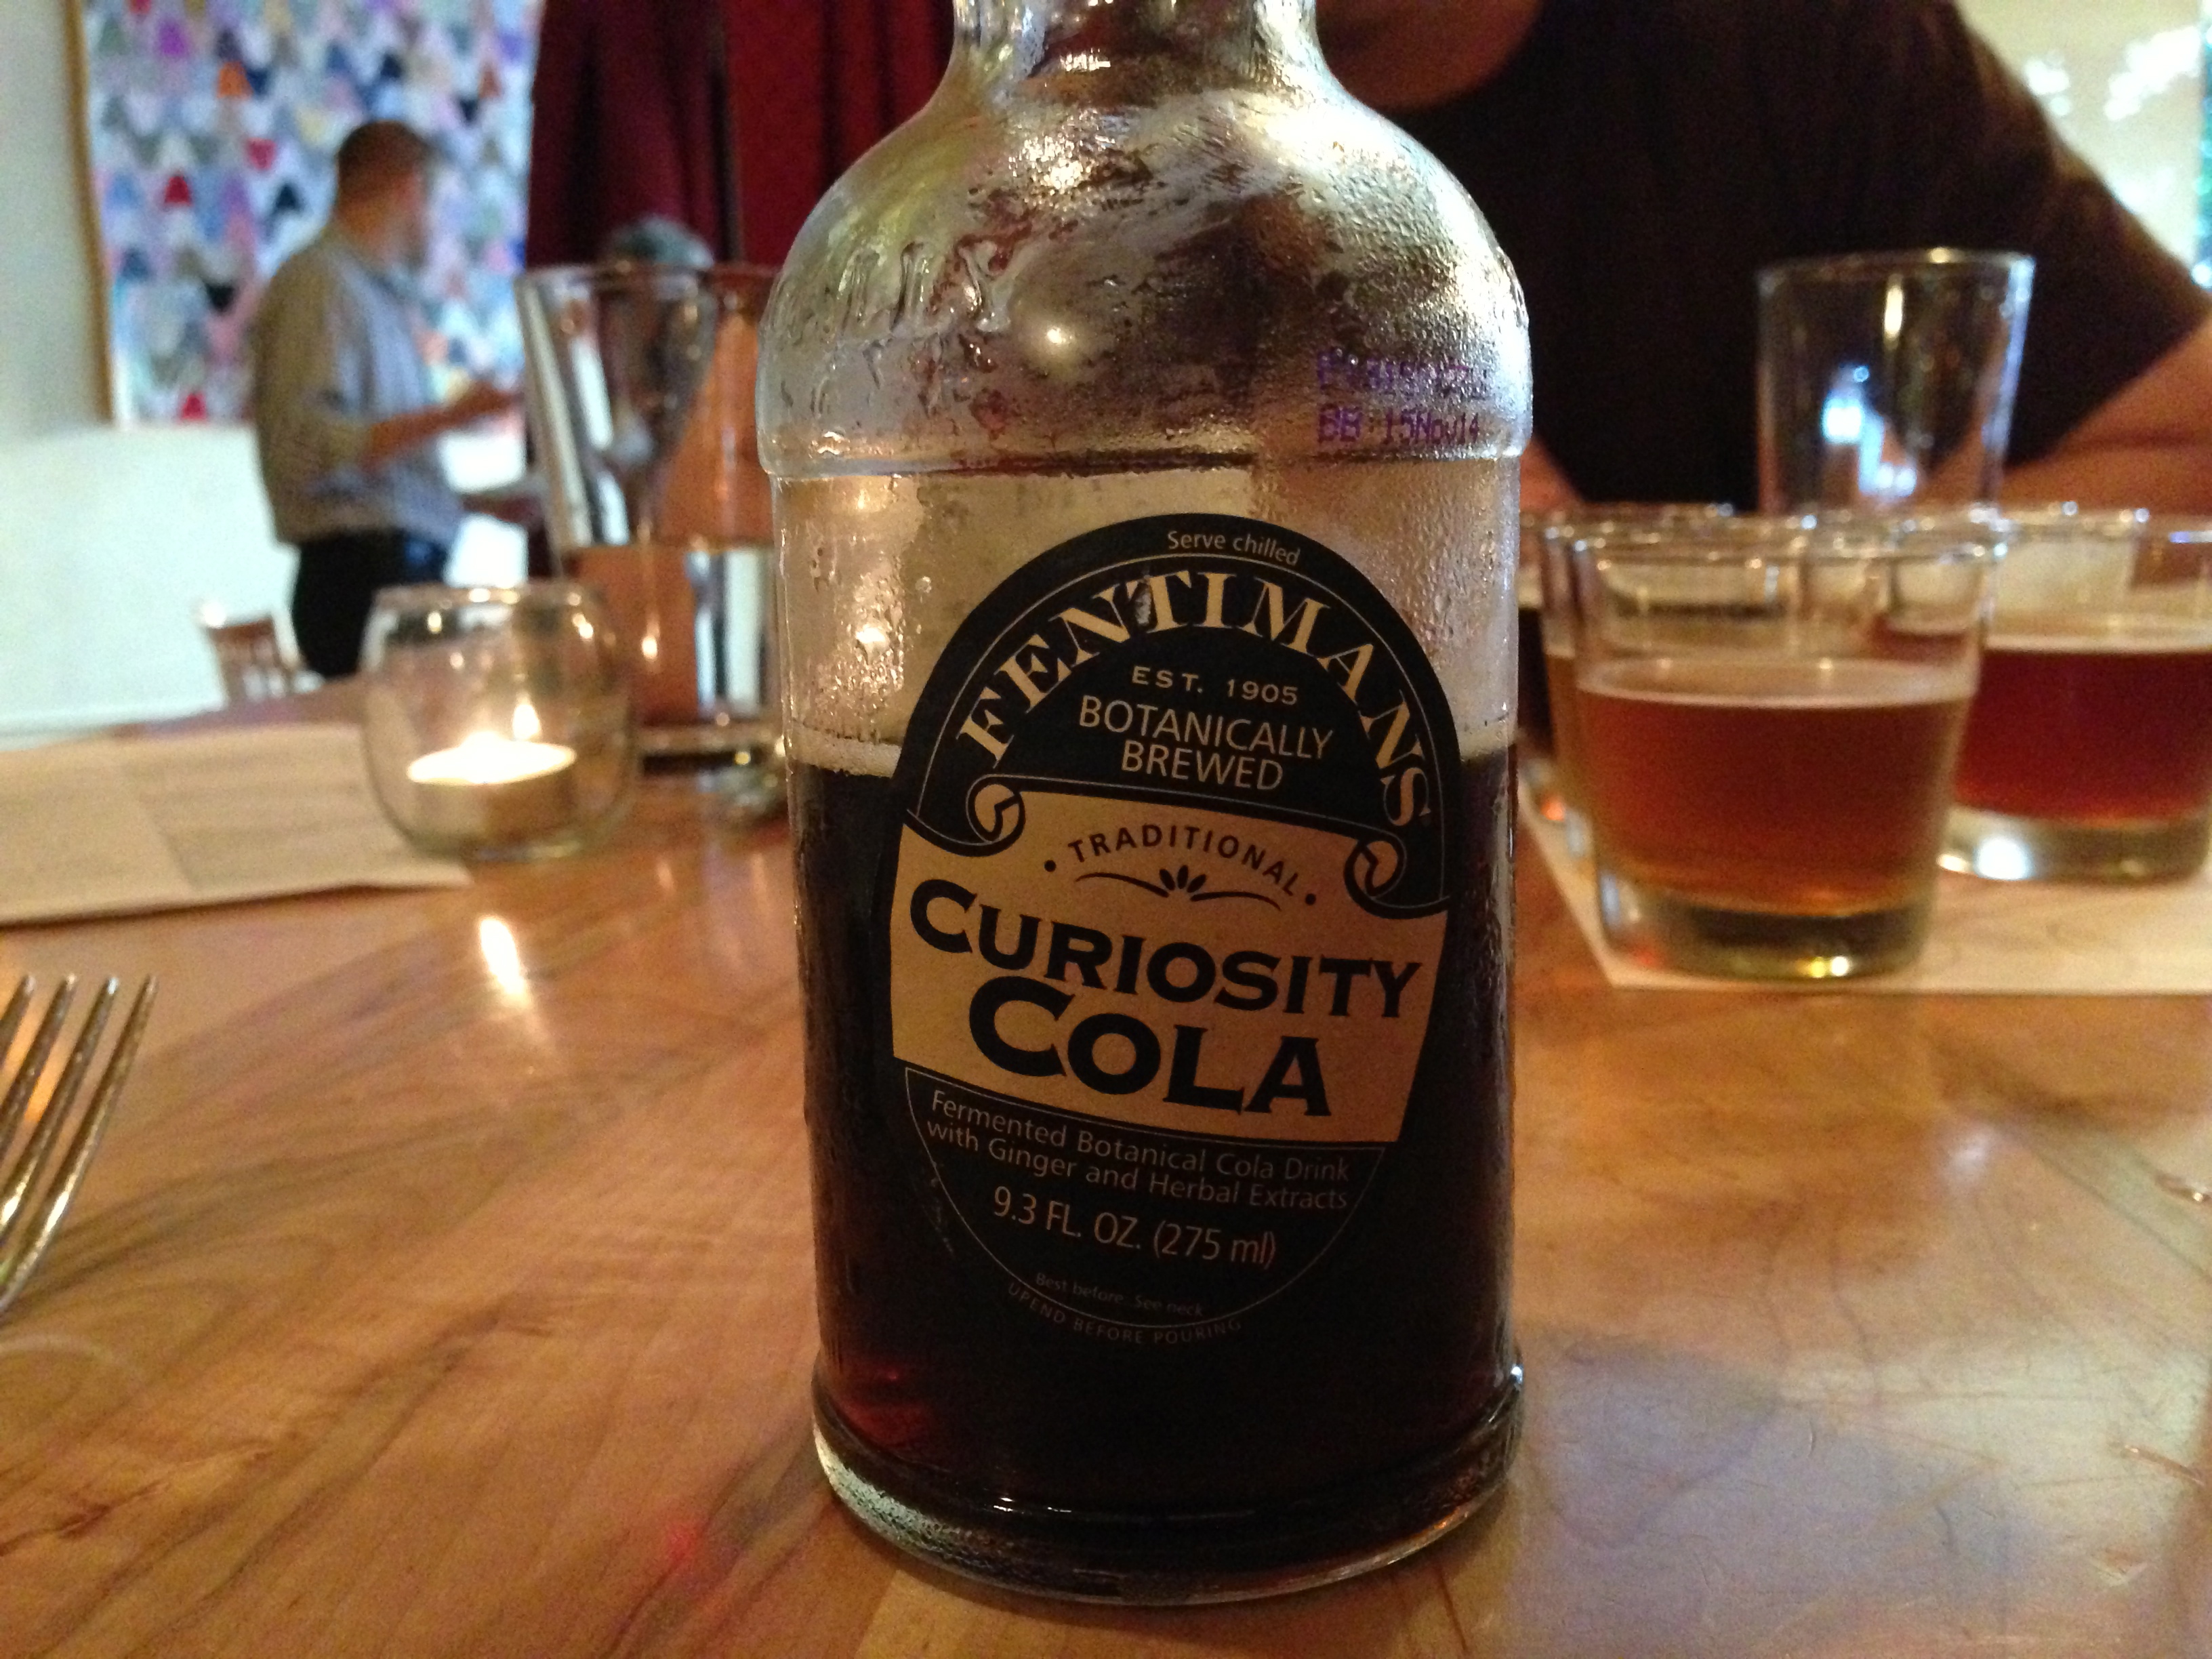 BB 15Nov14
Serve chilled
FENTIMANS
EST. 1905
BOTANICALLY
BREWED
• TRADITIONAL •
CURIOSITY
COLA
Fermented Botanical Cola Drink
with Ginger and Herbal Extracts
9.3 FL. OZ. (275 ml)
Best before: See neck
UPEND BEFORE POURING